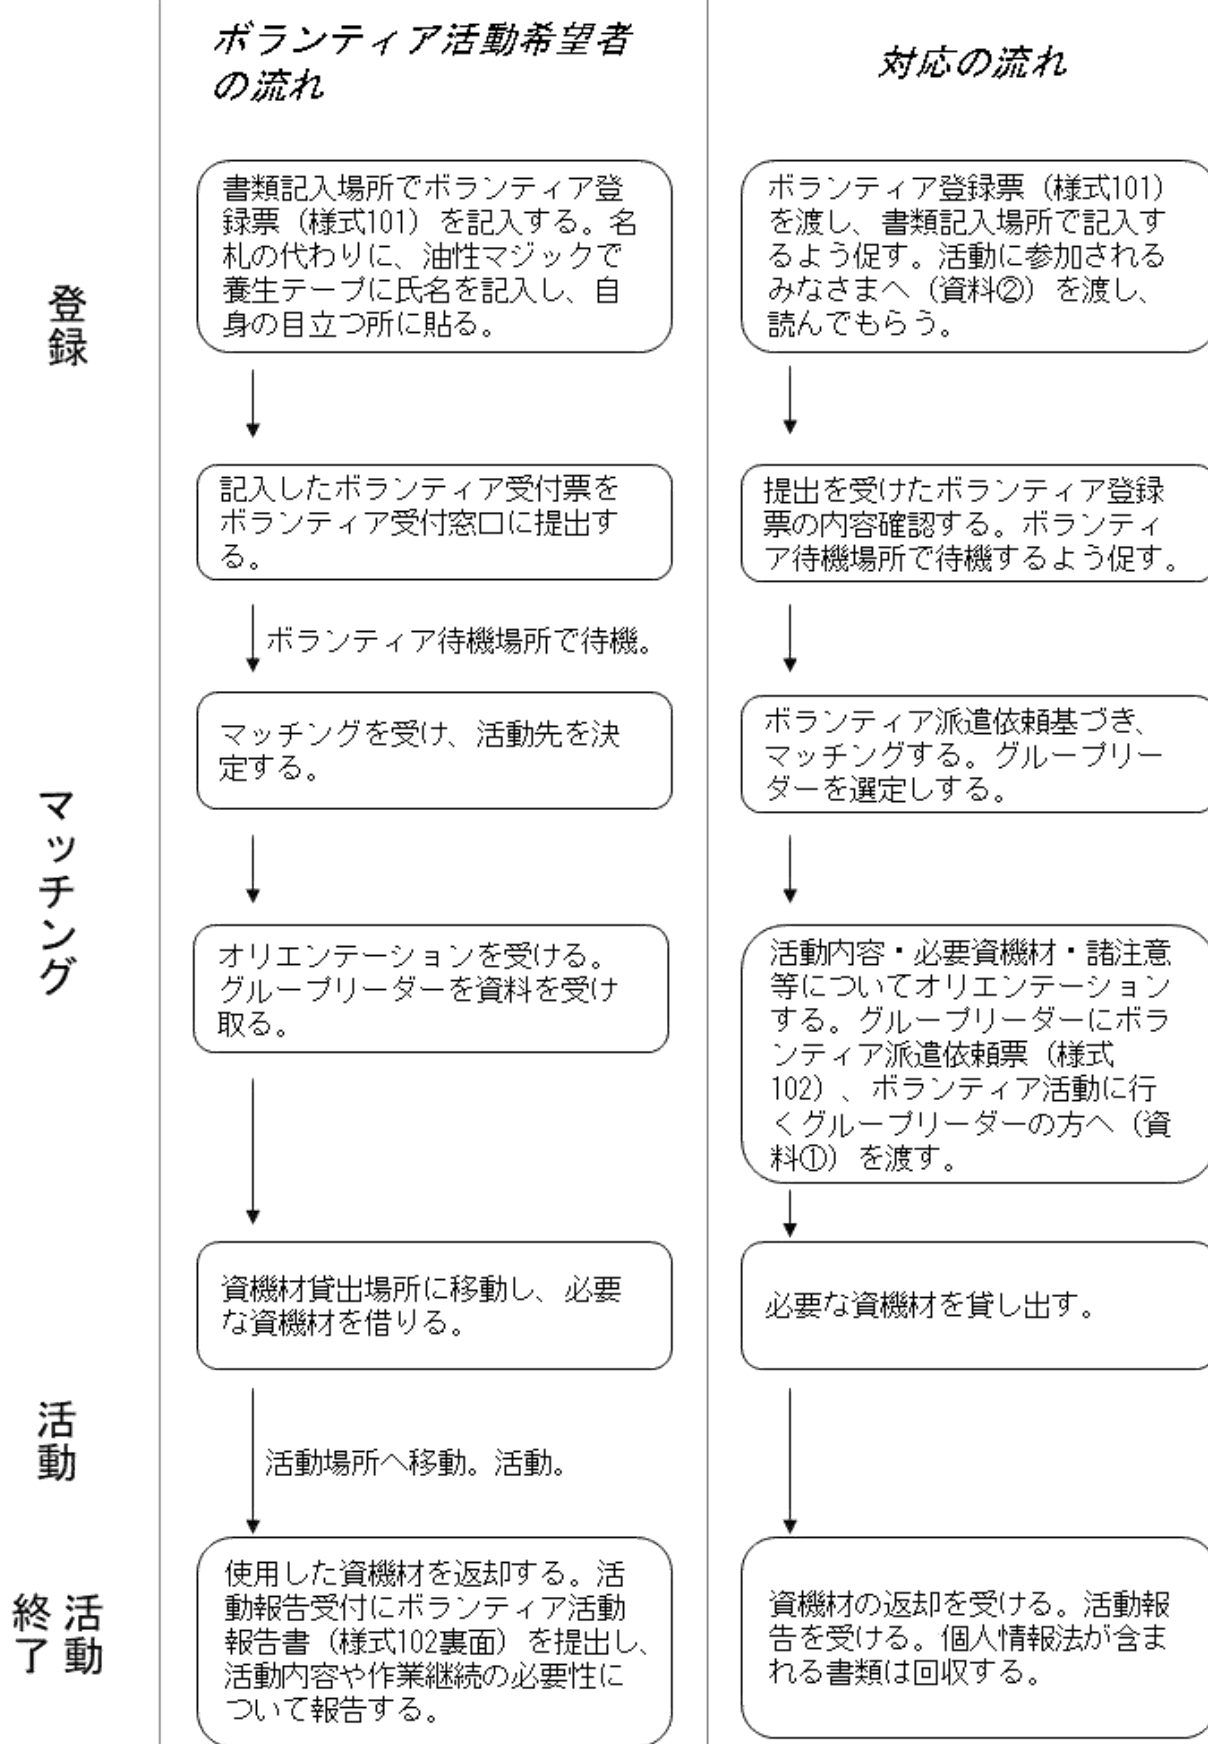 ボランティア活動希望者
の流れ
対応の流れ
登録
書類記入場所でボランティア登
録票（様式101）を記入する。名
札の代わりに、油性マジックで
養生テープに氏名を記入し、自
身の目立つ所に貼る。
ボランティア登録票（様式101）
を渡し、書類記入場所で記入す
るよう促す。活動に参加される
みなさまへ（資料②）を渡し、
読んでもらう。
記入したボランティア受付票を
ボランティア受付窓口に提出す
る。
提出を受けたボランティア登録
票の内容確認する。ボランティ
ア待機場所で待機するよう促す。
ボランティア待機場所で待機。
マッチング
マッチングを受け、活動先を決
定する。
ボランティア派遣依頼基づき、
マッチングする。グループリー
ダーを選定しする。
オリエンテーションを受ける。
グループリーダーを資料を受け
取る。
活動内容・必要資機材・諸注意
等についてオリエンテーション
する。グループリーダーにボラ
ンティア派遣依頼票（様式
102）、ボランティア活動に行
くグループリーダーの方へ（資
料①）を渡す。
資機材貸出場所に移動し、必要
な資機材を借りる。
必要な資機材を貸し出す。
活動
活動場所へ移動。活動。
活動
終了
使用した資機材を返却する。活
動報告受付にボランティア活動
報告書（様式102裏面）を提出し、
活動内容や作業継続の必要性に
ついて報告する。
資機材の返却を受ける。活動報
告を受ける。個人情報法が含ま
れる書類は回収する。